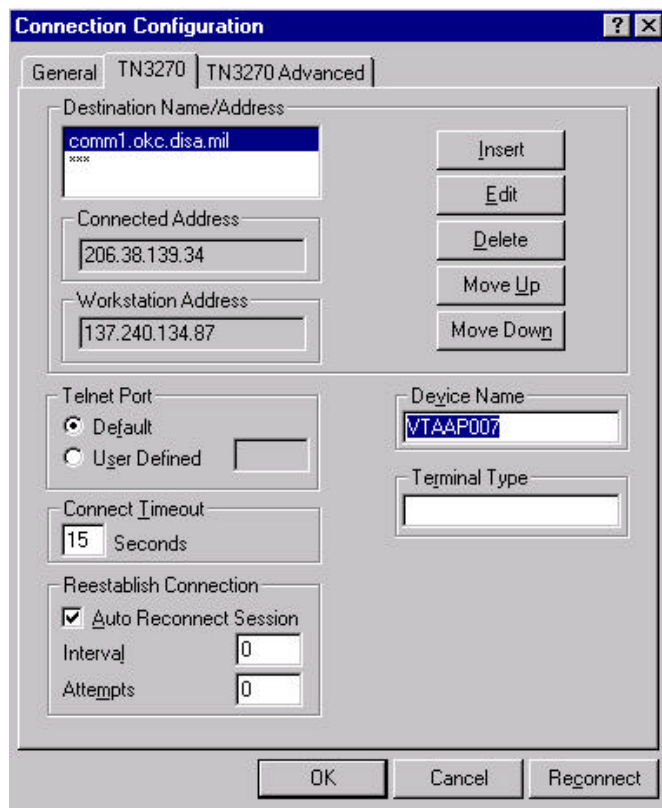 Connection Configuration
? X
General TN3270 TN3270 Advanced
Destination Name/Address
comm1.okc.disa.mil
***
Insert
Edit
Delete
Move Up
Move Down
Connected Address
206.38.139.34
Workstation Address
137.240.134.87
Telnet Port
Default
User Defined
Device Name
VTAAP007
Terminal Type
Connect Timeout
15 Seconds
Reestablish Connection
Auto Reconnect Session
Interval 0
Attempts 0
OK Cancel Reconnect